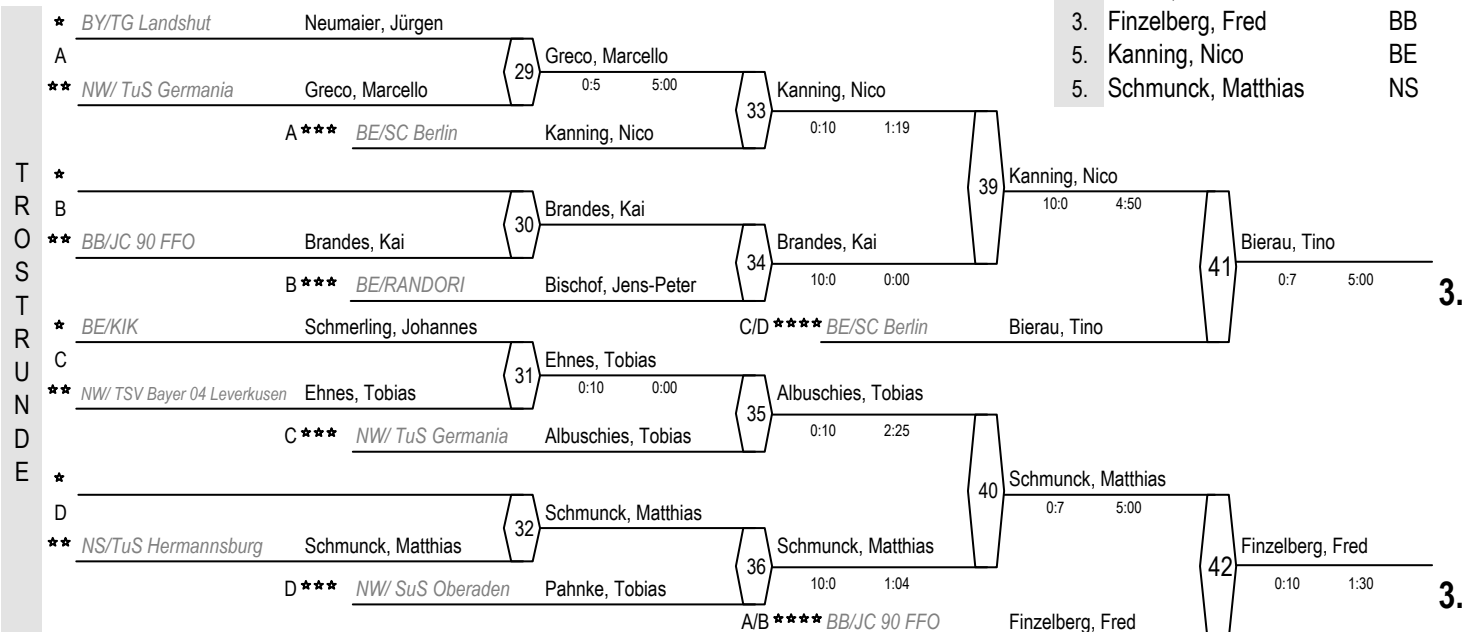 ★ BY/TG Landshut Neumaier, Jürgen
3. Finzelberg, Fred BB
A
29
Greco, Marcello
5. Kanning, Nico BE
★★ NW/ TuS Germania Greco, Marcello
0:5 5:00
33
Kanning, Nico
5. Schmunck, Matthias NS
A ★★★ BE/SC Berlin Kanning, Nico
0:10 1:19
TROSTRUNDE
★
39
Kanning, Nico
B
30
Brandes, Kai
10:0 4:50
★★ BB/JC 90 FFO Brandes, Kai
34
Brandes, Kai
41
Bierau, Tino
B ★★★ BE/RANDORI Bischof, Jens-Peter
10:0 0:00
0:7 5:00
3.
★ BE/KIK Schmerling, Johannes
C/D ★★★★ BE/SC Berlin Bierau, Tino
C
31
Ehnes, Tobias
★★ NW/ TSV Bayer 04 Leverkusen Ehnes, Tobias
0:10 0:00
35
Albuschies, Tobias
C ★★★ NW/ TuS Germania Albuschies, Tobias
0:10 2:25
★
40
Schmunck, Matthias
D
32
Schmunck, Matthias
0:7 5:00
★★ NS/TuS Hermannsburg Schmunck, Matthias
36
Schmunck, Matthias
42
Finzelberg, Fred
D ★★★ NW/ SuS Oberaden Pahnke, Tobias
10:0 1:04
0:10 1:30
3.
A/B ★★★★ BB/JC 90 FFO Finzelberg, Fred